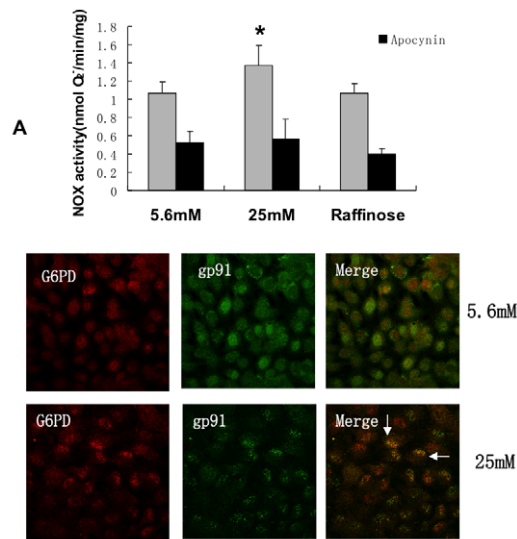 A
NOX activity(nmol O2-/min/mg)
1.8
1.6
1.4
1.2
1
0.8
0.6
0.4
0.2
0
*
Apocynin
5.6mM
25mM
Raffinose
G6PD
gp91
Merge
5.6mM
G6PD
gp91
Merge
25mM